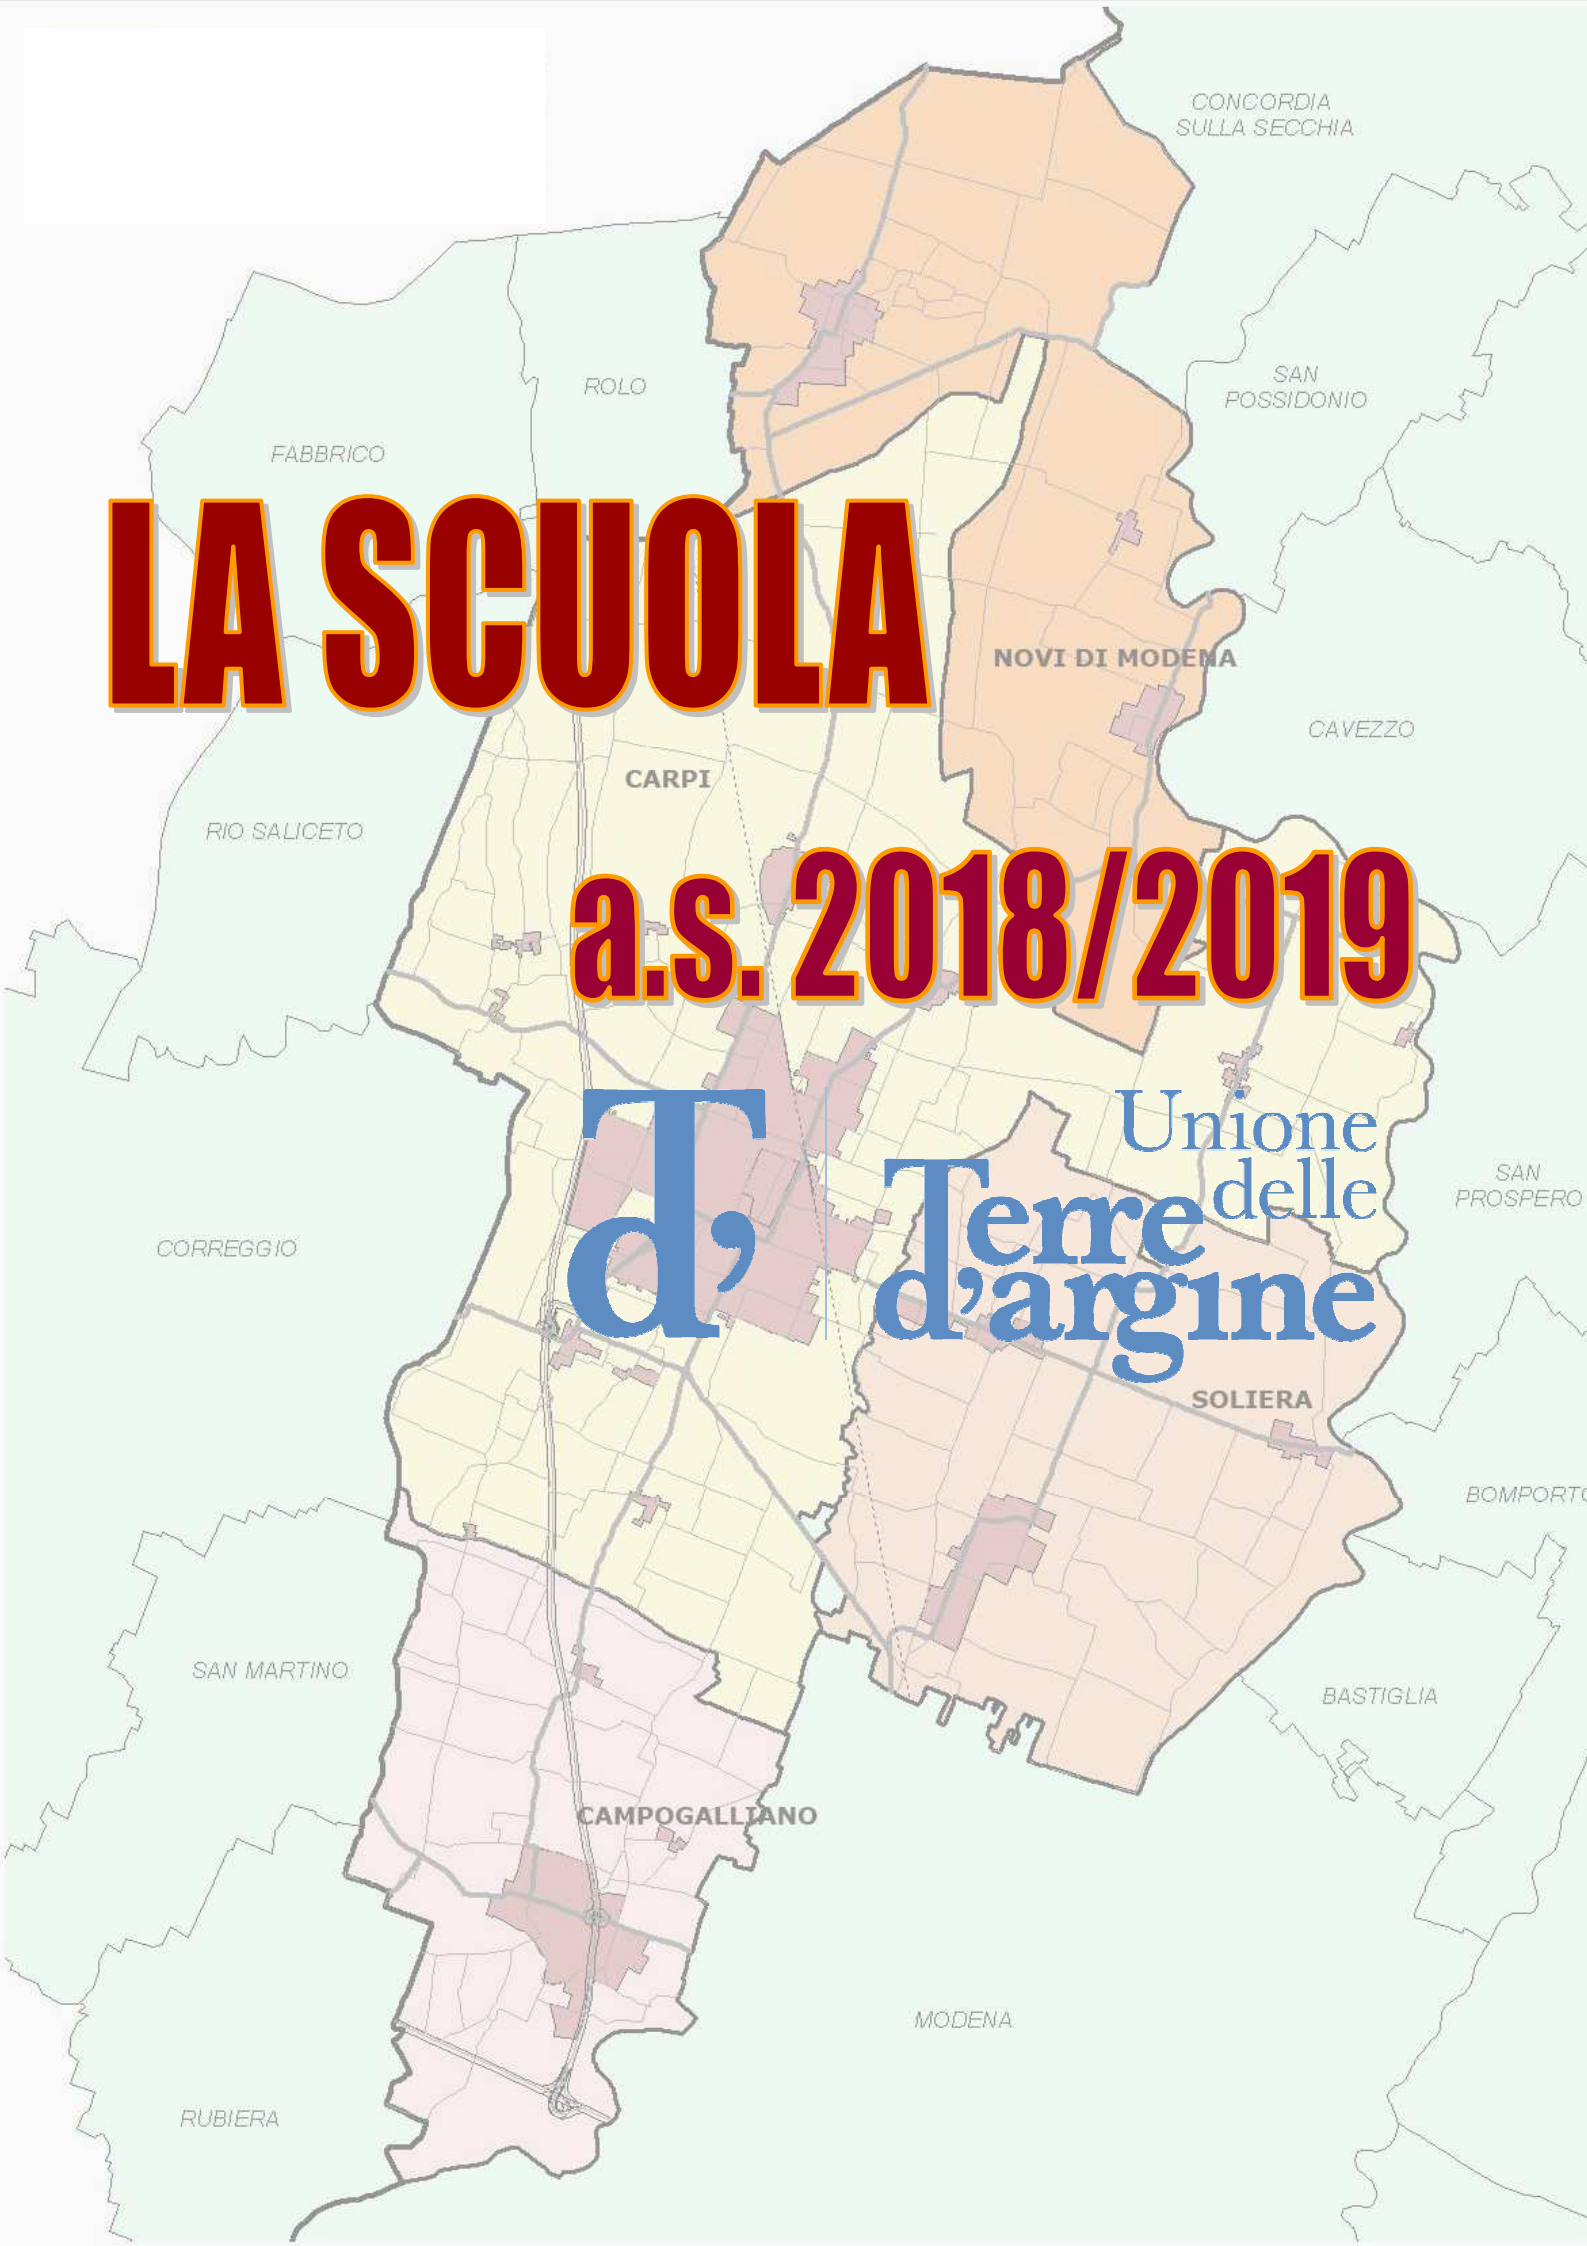 CONCORDIA
SULLA SECCHIA
ROLO
SAN
POSSIDONIO
FABBRICO
LA SCUOLA
NOVI DI MODENA
CAVEZZO
CARPI
RIO SALICETO
a.s. 2018/2019
T d'
Unione
delle
Terre
d'argine
SAN
PROSPERO
CORREGGIO
SOLIERA
BOMPORTO
SAN MARTINO
BASTIGLIA
CAMPOGALLIANO
MODENA
RUBIERA